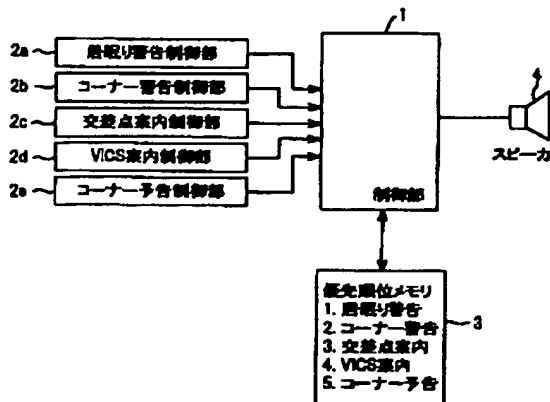 1
2a
居眠り警告制御部
2b
コーナー警告制御部
2c
交差点案内制御部
2d
VICS案内制御部
2e
コーナー予告制御部
制御部
4
スピーカ
優先順位メモリ
1. 居眠り警告
2. コーナー警告
3. 交差点案内
4. VICS案内
5. コーナー予告
3